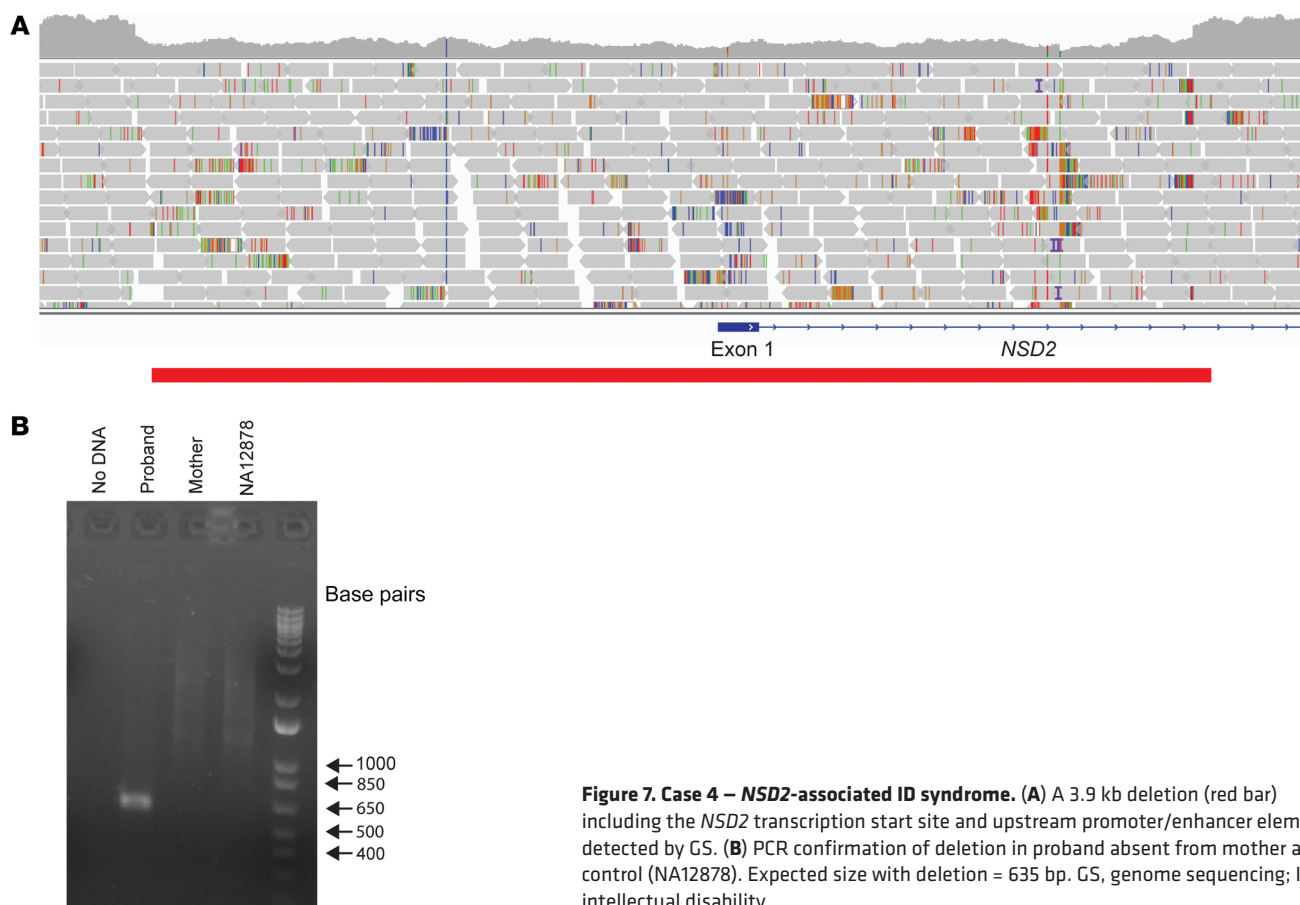 A
Exon 1
NSD2
B
No DNA
Proband
Mother
NA12878
Base pairs
1000
850
650
500
400
Figure 7. Case 4 – NSD2-associated ID syndrome. (A) A 3.9 kb deletion (red bar)
including the NSD2 transcription start site and upstream promoter/enhancer
detected by GS. (B) PCR confirmation of deletion in proband absent from mother
control (NA12878). Expected size with deletion = 635 bp. GS, genome sequencing;
intellectual disability